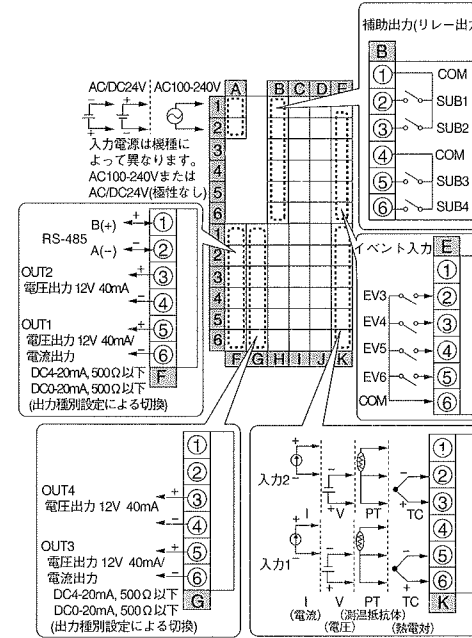 補助出力(リレー出力
B
① COM
② SUB1
③ SUB2
④ COM
⑤ SUB3
⑥ SUB4
AC/DC24V AC100-240V
入力電源は機種に
よって異なります。
AC100-240Vまたは
AC/DC24V(極性なし)
A B C D E
1
2
3
4
5
6
1
2
3
4
5
6
F G H I J K
RS-485
B(+) + ①
A(−) − ②
OUT2
電圧出力 12V 40mA
+ ③
− ④
OUT1
電圧出力 12V 40mA/
電流出力
+ ⑤
− ⑥
DC4-20mA, 500Ω以下
DC0-20mA, 500Ω以下
(出力種別設定による切換)
F
イベント入力 E
①
EV3 ②
EV4 ③
EV5 ④
EV6 ⑤
COM ⑥
①
②
OUT4
電圧出力 12V 40mA
+ ③
− ④
OUT3
電圧出力 12V 40mA/
電流出力
+ ⑤
− ⑥
DC4-20mA, 500Ω以下
DC0-20mA, 500Ω以下
(出力種別設定による切換)
G
入力2
+ − + − +
I V PT TC
入力1
+ − + − +
I V PT TC
(電流) (電圧) (測温抵抗体) (熱電対)
①
②
③
④
⑤
⑥
K